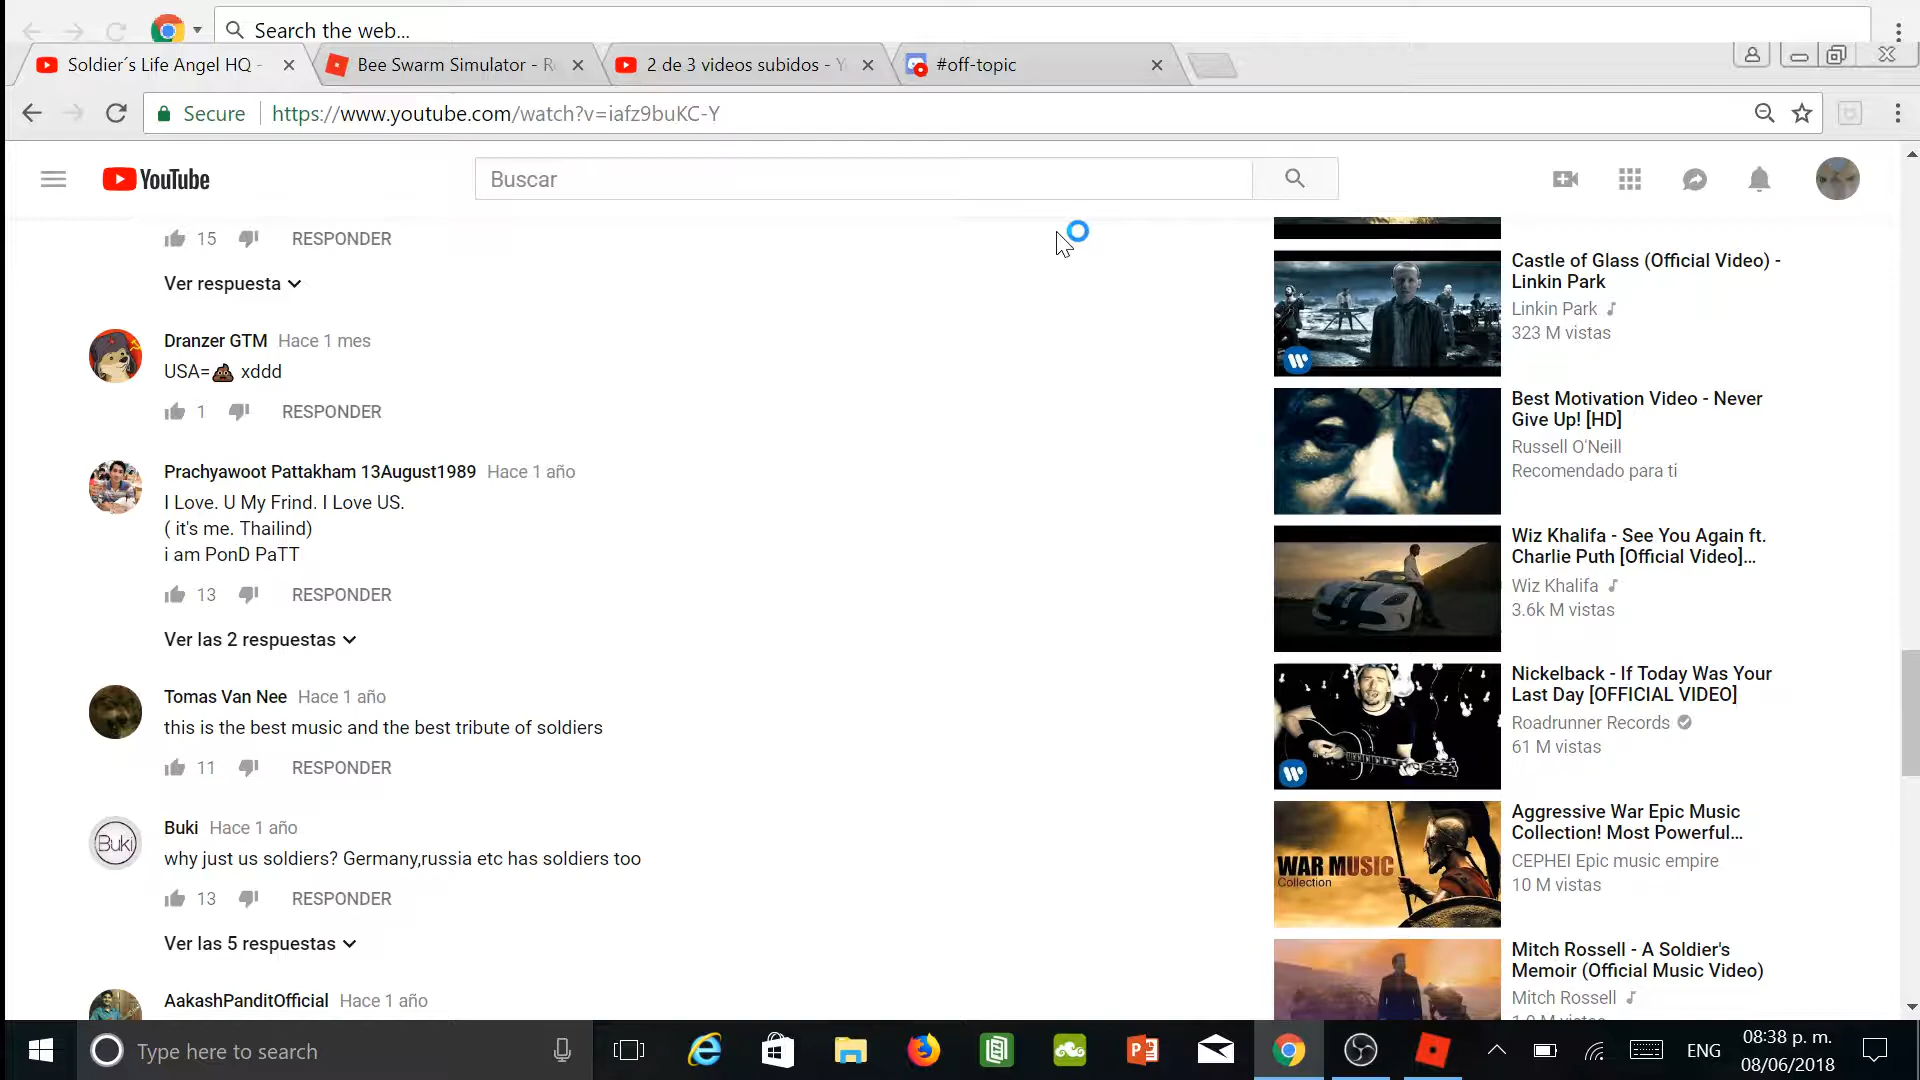 Search the web...
Soldier´s Life Angel HQ -
Bee Swarm Simulator - Ro
2 de 3 videos subidos - Y
#off-topic
Secure
https://www.youtube.com/watch?v=iafz9buKC-Y
YouTube
Buscar
15 RESPONDER
Ver respuesta
Dranzer GTM Hace 1 mes
USA=💩 xddd
1 RESPONDER
Prachyawoot Pattakham 13August1989 Hace 1 año
I Love. U My Frind. I Love US.
( it's me. Thailind)
i am PonD PaTT
13 RESPONDER
Ver las 2 respuestas
Tomas Van Nee Hace 1 año
this is the best music and the best tribute of soldiers
11 RESPONDER
Buki
Buki Hace 1 año
why just us soldiers? Germany,russia etc has soldiers too
13 RESPONDER
Ver las 5 respuestas
AakashPanditOfficial Hace 1 año
Castle of Glass (Official Video) -
Linkin Park
Linkin Park
323 M vistas
Best Motivation Video - Never
Give Up! [HD]
Russell O'Neill
Recomendado para ti
Wiz Khalifa - See You Again ft.
Charlie Puth [Official Video]...
Wiz Khalifa
3.6k M vistas
Nickelback - If Today Was Your
Last Day [OFFICIAL VIDEO]
Roadrunner Records
61 M vistas
WAR MUSIC
Collection
Aggressive War Epic Music
Collection! Most Powerful...
CEPHEI Epic music empire
10 M vistas
Mitch Rossell - A Soldier's
Memoir (Official Music Video)
Mitch Rossell
Type here to search
ENG
08:38 p. m.
08/06/2018